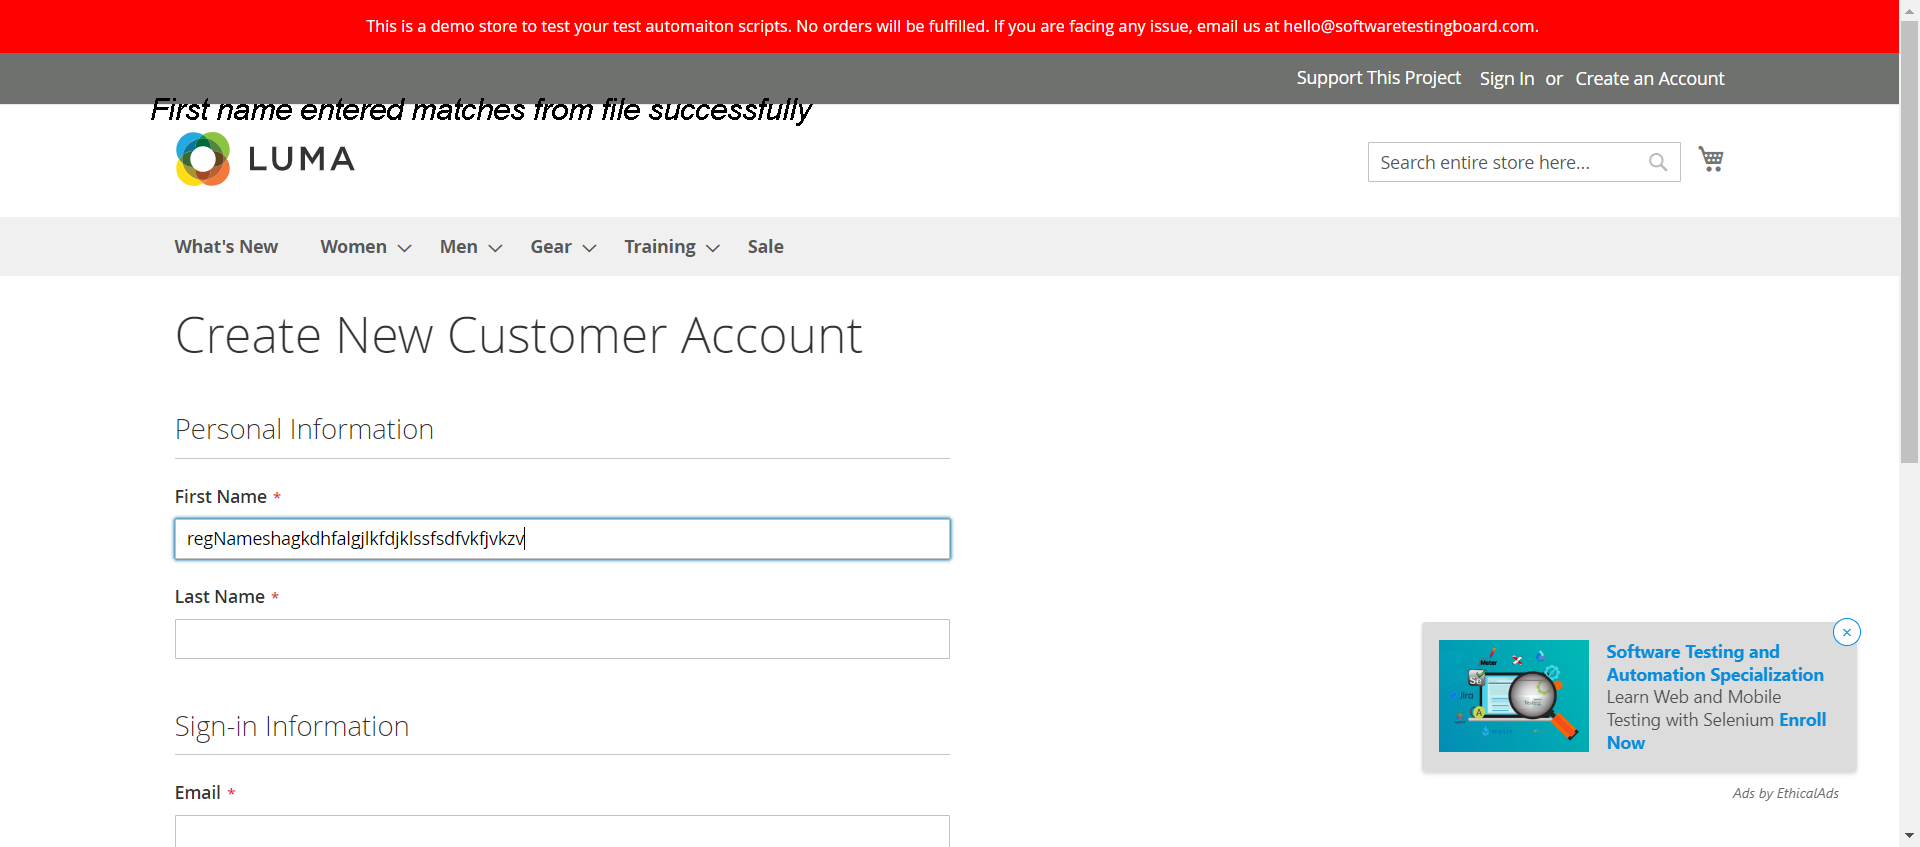 This is a demo store to test your test automaiton scripts. No orders will be fulfilled. If you are facing any issue, email us at hello@softwaretestingboard.com.
Support This Project Sign In or Create an Account
First name entered matches from file successfully
LUMA
Search entire store here...
What's New Women Men Gear Training Sale
Create New Customer Account
Personal Information
First Name *
regNameshagkdhfalgjlkfdjklssfsdfvkfjvkzv
Last Name *
Software Testing and
Automation Specialization
Learn Web and Mobile
Testing with Selenium Enroll
Now
Ads by EthicalAds
Sign-in Information
Email *